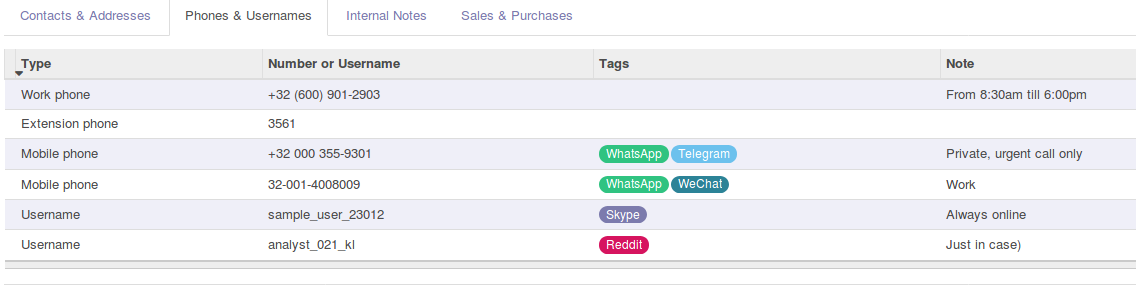 Contacts & Addresses Phones & Usernames Internal Notes Sales & Purchases
Type Number or Username Tags Note
Work phone +32 (600) 901-2903 From 8:30am till 6:00pm
Extension phone 3561
Mobile phone +32 000 355-9301 WhatsApp Telegram Private, urgent call only
Mobile phone 32-001-4008009 WhatsApp WeChat Work
Username sample_user_23012 Skype Always online
Username analyst_021_kl Reddit Just in case)